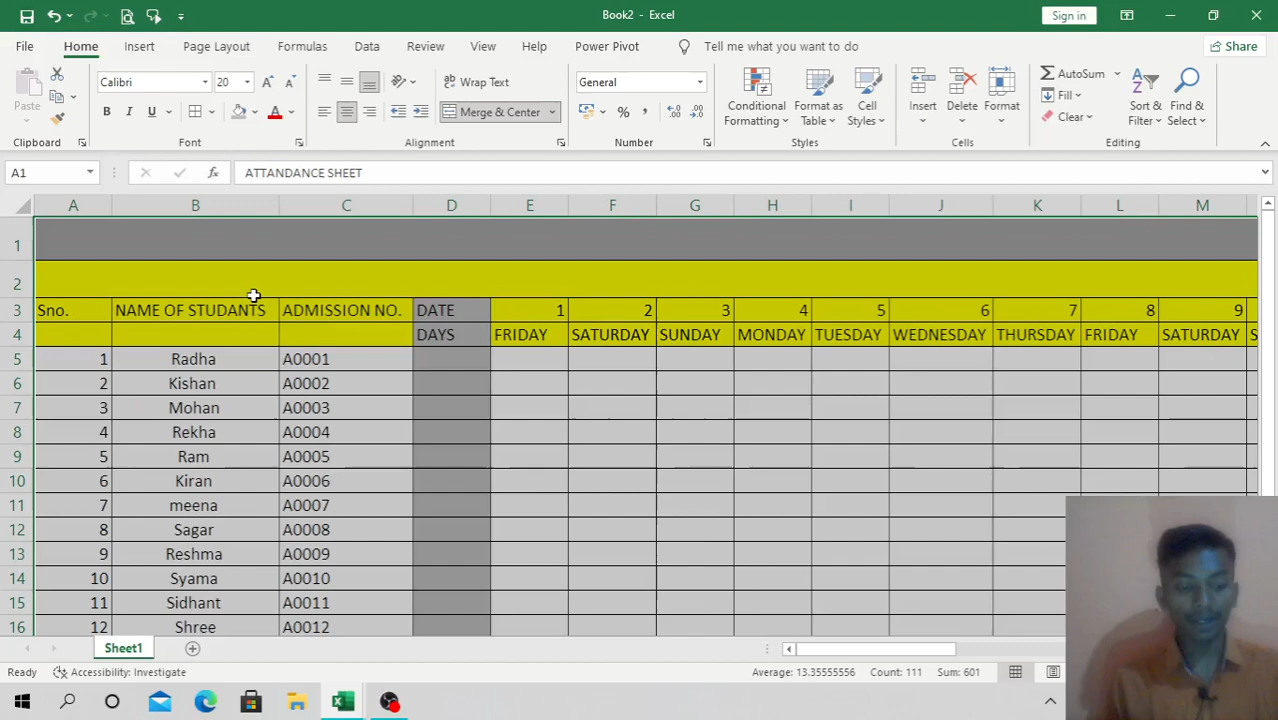 Book2 - Excel
Sign in
File Home Insert Page Layout Formulas Data Review View Help Power Pivot Tell me what you want to do Share
Paste
Calibri 20
B I U
Wrap Text
Merge & Center
General
Conditional Formatting
Format as Table
Cell Styles
Insert Delete Format
AutoSum
Fill
Clear
Sort & Filter
Find & Select
Clipboard Font Alignment Number Styles Cells Editing
A1 fx ATTANDANCE SHEET
A B C D E F G H I J K L M
1
2
3 Sno. NAME OF STUDANTS ADMISSION NO. DATE 1 2 3 4 5 6 7 8 9
4 DAYS FRIDAY SATURDAY SUNDAY MONDAY TUESDAY WEDNESDAY THURSDAY FRIDAY SATURDAY S
5 1 Radha A0001
6 2 Kishan A0002
7 3 Mohan A0003
8 4 Rekha A0004
9 5 Ram A0005
10 6 Kiran A0006
11 7 meena A0007
12 8 Sagar A0008
13 9 Reshma A0009
14 10 Syama A0010
15 11 Sidhant A0011
16 12 Shree A0012
Sheet1
Ready Accessibility: Investigate Average: 13.35555556 Count: 111 Sum: 601